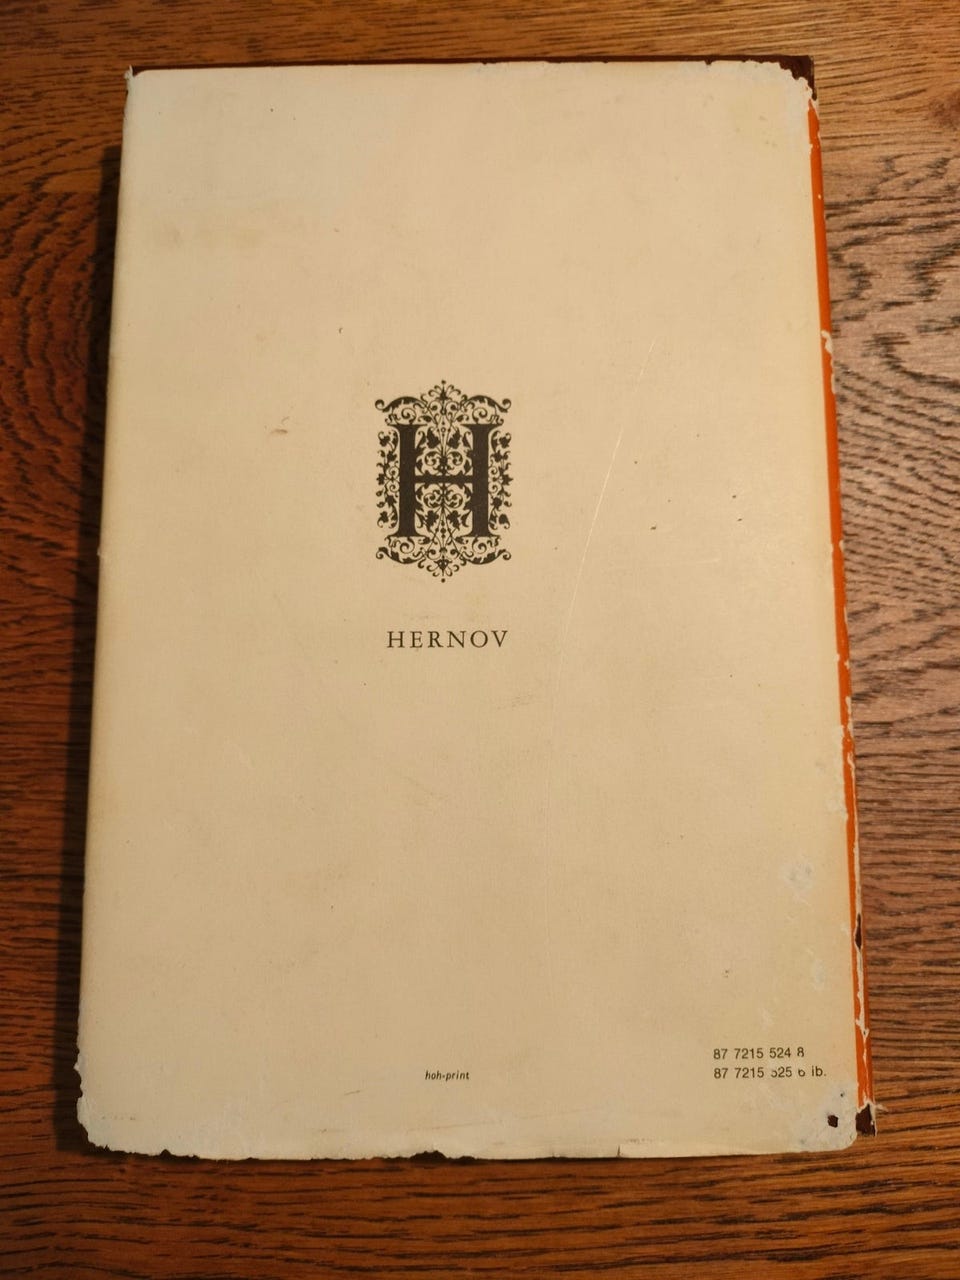 H
HERNOV
hoh-print
87 7215 524 8
87 7215 525 6 ib.